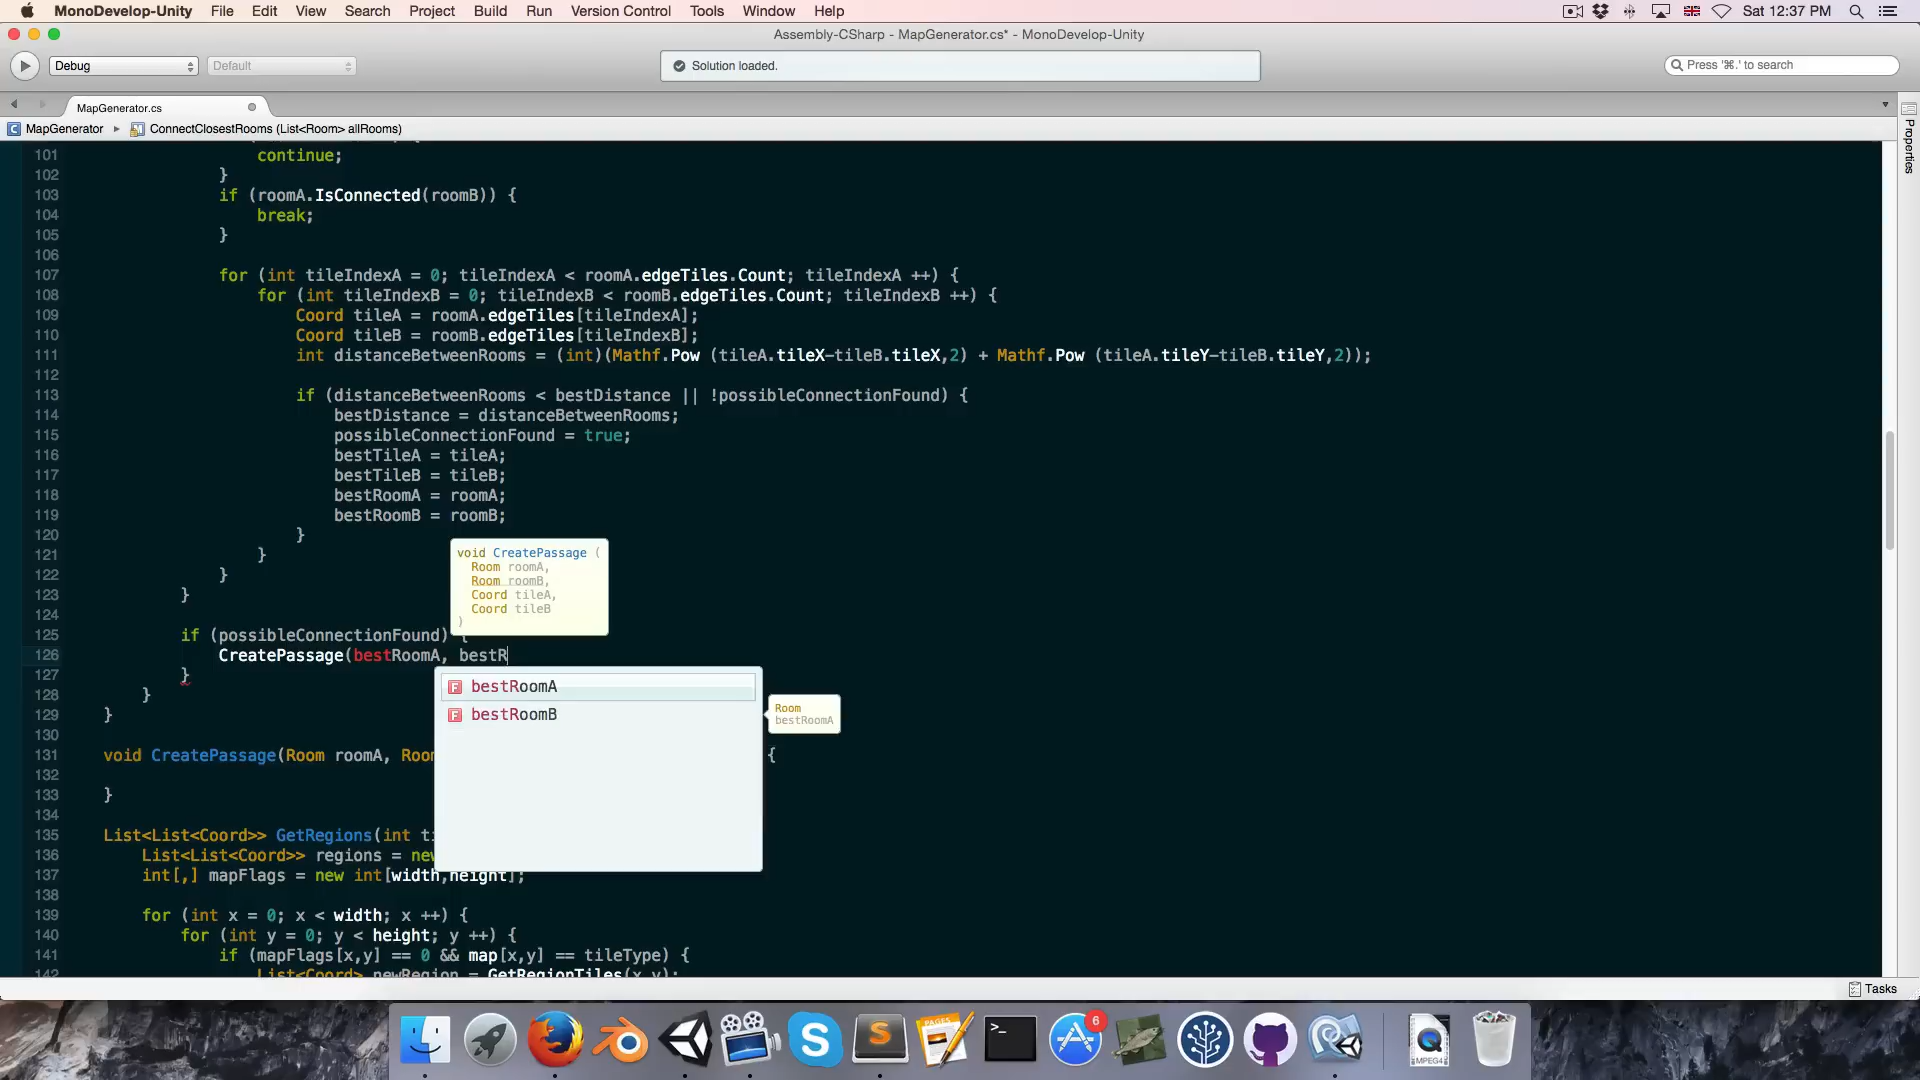 MonoDevelop-Unity File Edit View Search Project Build Run Version Control Tools Window Help Sat 12:37 PM
Assembly-CSharp - MapGenerator.cs* - MonoDevelop-Unity
Debug Default Solution loaded. Press '⌘.' to search
MapGenerator.cs
MapGenerator ▸ ConnectClosestRooms (List<Room> allRooms)
Properties
101 continue;
102 }
103 if (roomA.IsConnected(roomB)) {
104 break;
105 }
106
107 for (int tileIndexA = 0; tileIndexA < roomA.edgeTiles.Count; tileIndexA ++) {
108 for (int tileIndexB = 0; tileIndexB < roomB.edgeTiles.Count; tileIndexB ++) {
109 Coord tileA = roomA.edgeTiles[tileIndexA];
110 Coord tileB = roomB.edgeTiles[tileIndexB];
111 int distanceBetweenRooms = (int)(Mathf.Pow (tileA.tileX-tileB.tileX,2) + Mathf.Pow (tileA.tileY-tileB.tileY,2));
112
113 if (distanceBetweenRooms < bestDistance || !possibleConnectionFound) {
114 bestDistance = distanceBetweenRooms;
115 possibleConnectionFound = true;
116 bestTileA = tileA;
117 bestTileB = tileB;
118 bestRoomA = roomA;
119 bestRoomB = roomB;
120 }
121 }
122 }
123 }
124
125 if (possibleConnectionFound) {
126 CreatePassage(bestRoomA, bestR
127 }
128 }
129 }
130
131 void CreatePassage(Room roomA, Roo {
132
133 }
134
135 List<List<Coord>> GetRegions(int ti
136 List<List<Coord>> regions = new
137 int[,] mapFlags = new int[width,height];
138
139 for (int x = 0; x < width; x ++) {
140 for (int y = 0; y < height; y ++) {
141 if (mapFlags[x,y] == 0 && map[x,y] == tileType) {
142 List<Coord> newRegion = GetRegionTiles(x,y);
void CreatePassage (
Room roomA,
Room roomB,
Coord tileA,
Coord tileB
)
bestRoomA
bestRoomB
Room
bestRoomA
Tasks
6
MPEG4